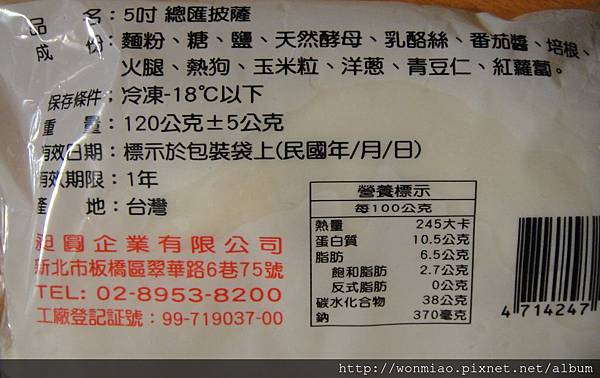 品名：5吋 總匯披薩
成份：麵粉、糖、鹽、天然酵母、乳酪絲、番茄醬、培根、
火腿、熱狗、玉米粒、洋蔥、青豆仁、紅蘿蔔。
保存條件：冷凍-18℃以下
重量：120公克±5公克
有效日期：標示於包裝袋上(民國年/月/日)
有效期限：1年
產地：台灣
昶圓企業有限公司
新北市板橋區翠華路6巷75號
TEL: 02-8953-8200
工廠登記証號：99-719037-00
營養標示
每100公克
熱量 245大卡
蛋白質 10.5公克
脂肪 6.5公克
飽和脂肪 2.7公克
反式脂肪 0公克
碳水化合物 38公克
鈉 370毫克
4 714247
http://wonmiao.pixnet.net/album